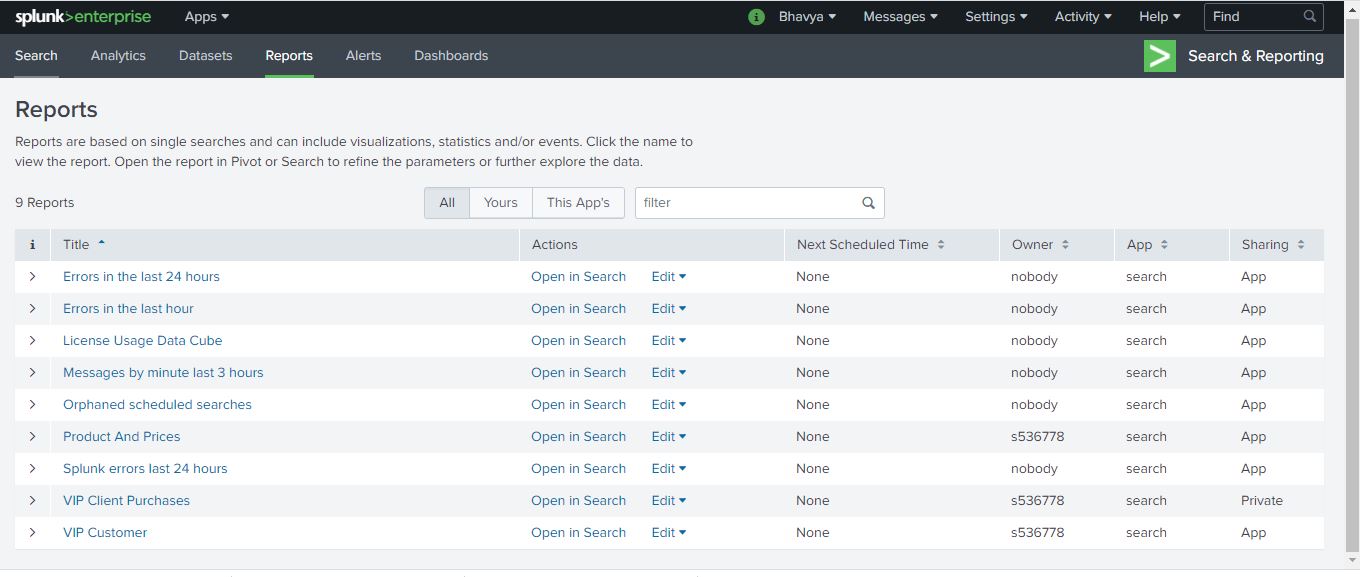 splunk>enterprise Apps i Bhavya Messages Settings Activity Help Find
Search Analytics Datasets Reports Alerts Dashboards > Search & Reporting
Reports
Reports are based on single searches and can include visualizations, statistics and/or events. Click the name to
view the report. Open the report in Pivot or Search to refine the parameters or further explore the data.
9 Reports All Yours This App's filter
i Title Actions Next Scheduled Time Owner App Sharing
> Errors in the last 24 hours Open in Search Edit None nobody search App
> Errors in the last hour Open in Search Edit None nobody search App
> License Usage Data Cube Open in Search Edit None nobody search App
> Messages by minute last 3 hours Open in Search Edit None nobody search App
> Orphaned scheduled searches Open in Search Edit None nobody search App
> Product And Prices Open in Search Edit None s536778 search App
> Splunk errors last 24 hours Open in Search Edit None nobody search App
> VIP Client Purchases Open in Search Edit None s536778 search Private
> VIP Customer Open in Search Edit None s536778 search App